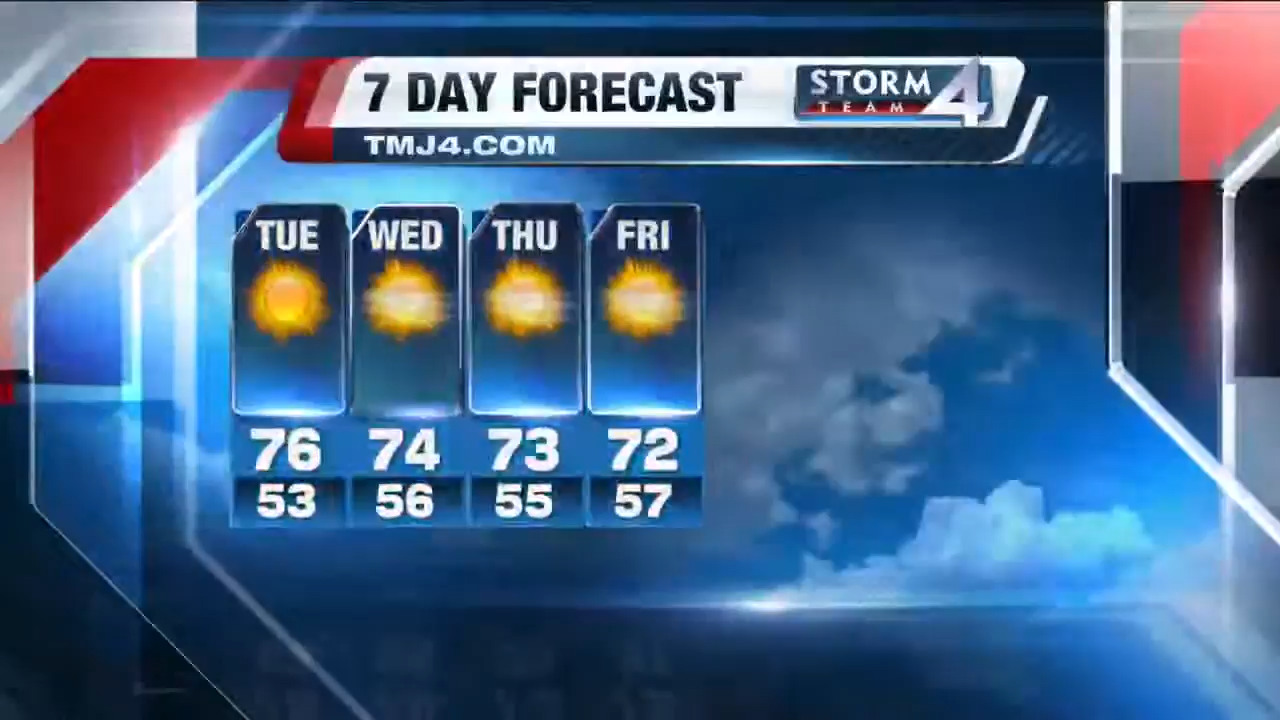 7 DAY FORECAST
STORM 4
TEAM
TMJ4.COM
TUE WED THU FRI
76 74 73 72
53 56 55 57